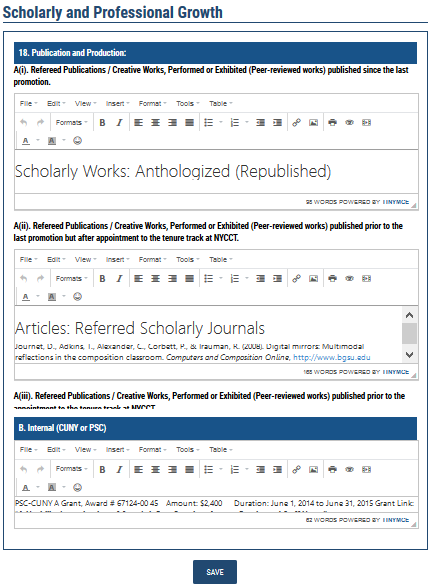 Scholarly and Professional Growth
18. Publication and Production:
A(i). Refereed Publications / Creative Works, Performed or Exhibited (Peer-reviewed works) published since the last
promotion.
File Edit View Insert Format Tools Table
Formats B I
A A
Scholarly Works: Anthologized (Republished)
95 WORDS POWERED BY TINYMCE
A(ii). Refereed Publications / Creative Works, Performed or Exhibited (Peer-reviewed works) published prior to the
last promotion but after appointment to the tenure track at NYCCT.
File Edit View Insert Format Tools Table
Formats B I
A A
Articles: Referred Scholarly Journals
Journet, D., Adkins, T., Alexander, C., Corbett, P., & Trauman, R. (2008). Digital mirrors: Multimodal
reflections in the composition classroom. Computers and Composition Online, http://www.bgsu.edu
165 WORDS POWERED BY TINYMCE
A(iii). Refereed Publications / Creative Works, Performed or Exhibited (Peer-reviewed works) published prior to the
appointment to the tenure track at NYCCT
B. Internal (CUNY or PSC)
File Edit View Insert Format Tools Table
Formats B I
A A
PSC-CUNY A Grant, Award # 67124-00 45 Amount: $2,400 Duration: June 1, 2014 to June 31, 2015 Grant Link:
62 WORDS POWERED BY TINYMCE
SAVE